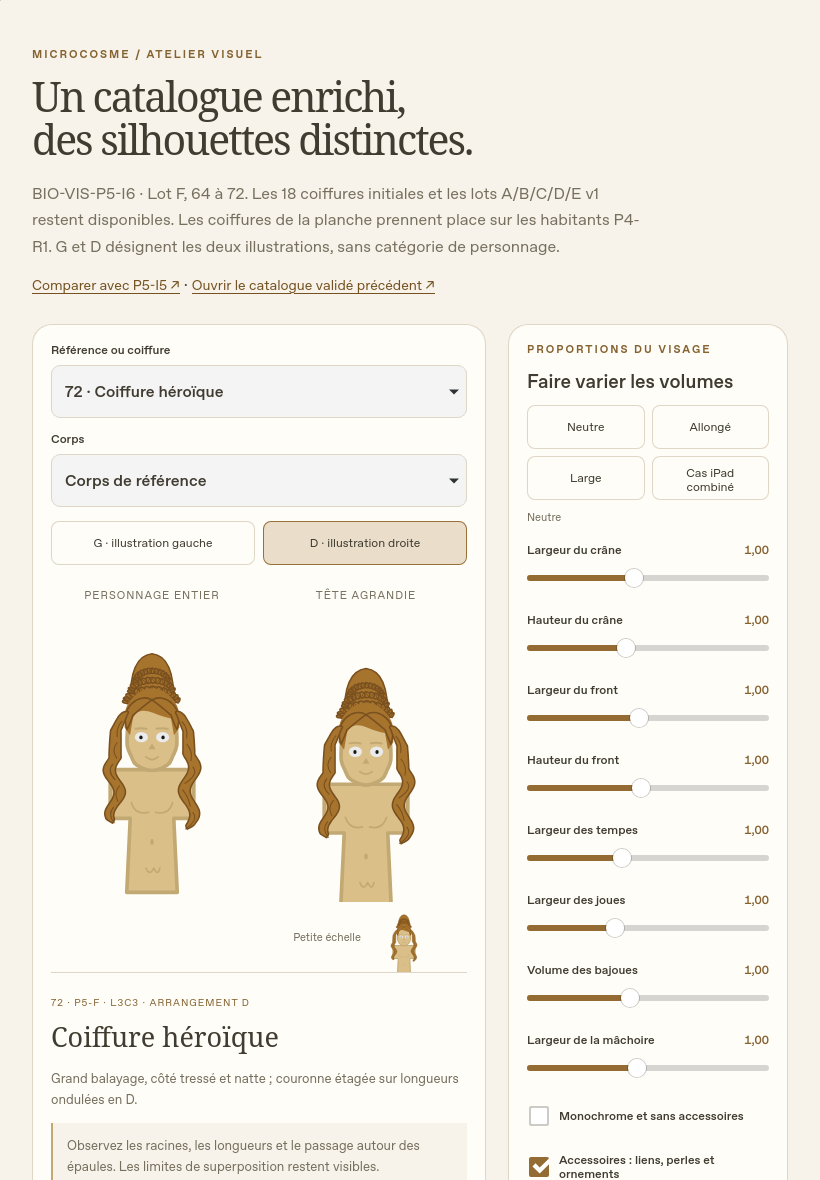 MICROCOSME / ATELIER VISUEL
Un catalogue enrichi,
des silhouettes distinctes.
BIO-VIS-P5-I6 · Lot F, 64 à 72. Les 18 coiffures initiales et les lots A/B/C/D/E v1
restent disponibles. Les coiffures de la planche prennent place sur les habitants P4-
R1. G et D désignent les deux illustrations, sans catégorie de personnage.
Comparer avec P5-I5 ↗ · Ouvrir le catalogue validé précédent ↗
Référence ou coiffure
72 · Coiffure héroïque
Corps
Corps de référence
G · illustration gauche
D · illustration droite
PERSONNAGE ENTIER
TÊTE AGRANDIE
Petite échelle
72 · P5-F · L3C3 · ARRANGEMENT D
Coiffure héroïque
Grand balayage, côté tressé et natte ; couronne étagée sur longueurs
ondulées en D.
Observez les racines, les longueurs et le passage autour des
épaules. Les limites de superposition restent visibles.
PROPORTIONS DU VISAGE
Faire varier les volumes
Neutre
Allongé
Large
Cas iPad
combiné
Neutre
Largeur du crâne 1,00
Hauteur du crâne 1,00
Largeur du front 1,00
Hauteur du front 1,00
Largeur des tempes 1,00
Largeur des joues 1,00
Volume des bajoues 1,00
Largeur de la mâchoire 1,00
Monochrome et sans accessoires
Accessoires : liens, perles et
ornements